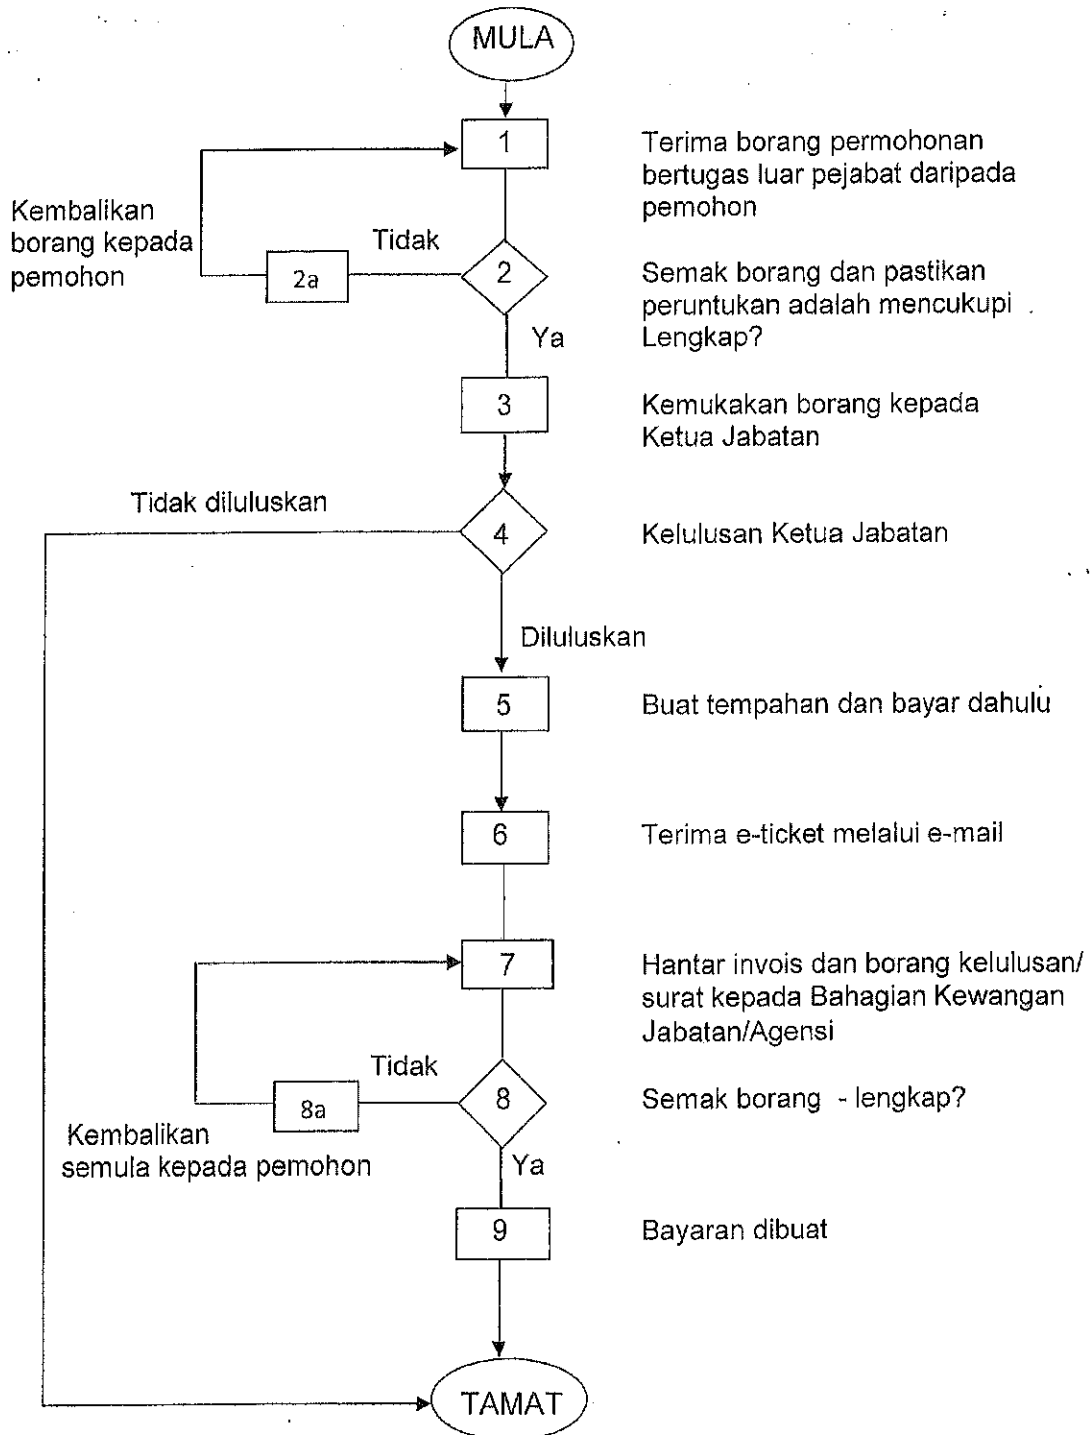 MULA
1
Terima borang permohonan
bertugas luar pejabat daripada
pemohon
Kembalikan
borang kepada
pemohon
Tidak
2a
2
Semak borang dan pastikan
peruntukan adalah mencukupi
Lengkap?
Ya
3
Kemukakan borang kepada
Ketua Jabatan
Tidak diluluskan
4
Kelulusan Ketua Jabatan
Diluluskan
5
Buat tempahan dan bayar dahulu
6
Terima e-ticket melalui e-mail
7
Hantar invois dan borang kelulusan/
surat kepada Bahagian Kewangan
Jabatan/Agensi
Tidak
8a
8
Semak borang - lengkap?
Kembalikan
semula kepada pemohon
Ya
9
Bayaran dibuat
TAMAT